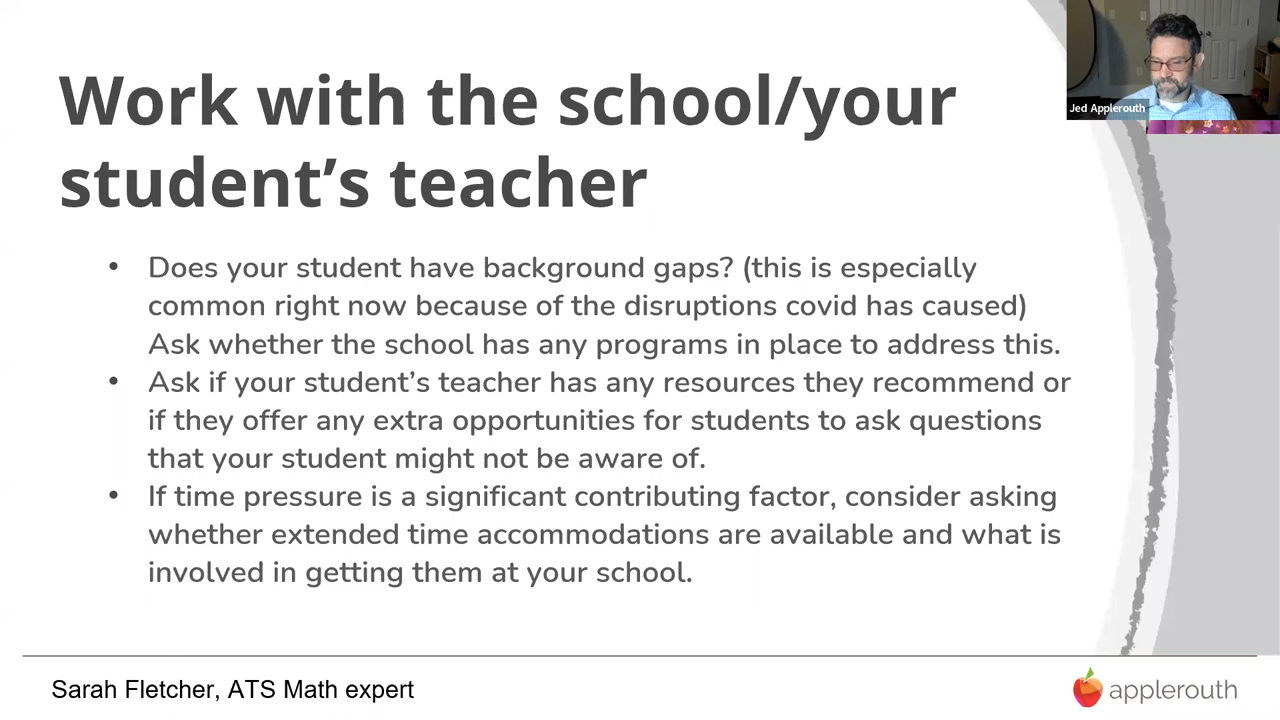 Work with the school/your
student’s teacher
Jed Applerouth
• Does your student have background gaps? (this is especially
common right now because of the disruptions covid has caused)
Ask whether the school has any programs in place to address this.
• Ask if your student’s teacher has any resources they recommend or
if they offer any extra opportunities for students to ask questions
that your student might not be aware of.
• If time pressure is a significant contributing factor, consider asking
whether extended time accommodations are available and what is
involved in getting them at your school.
Sarah Fletcher, ATS Math expert
applerouth